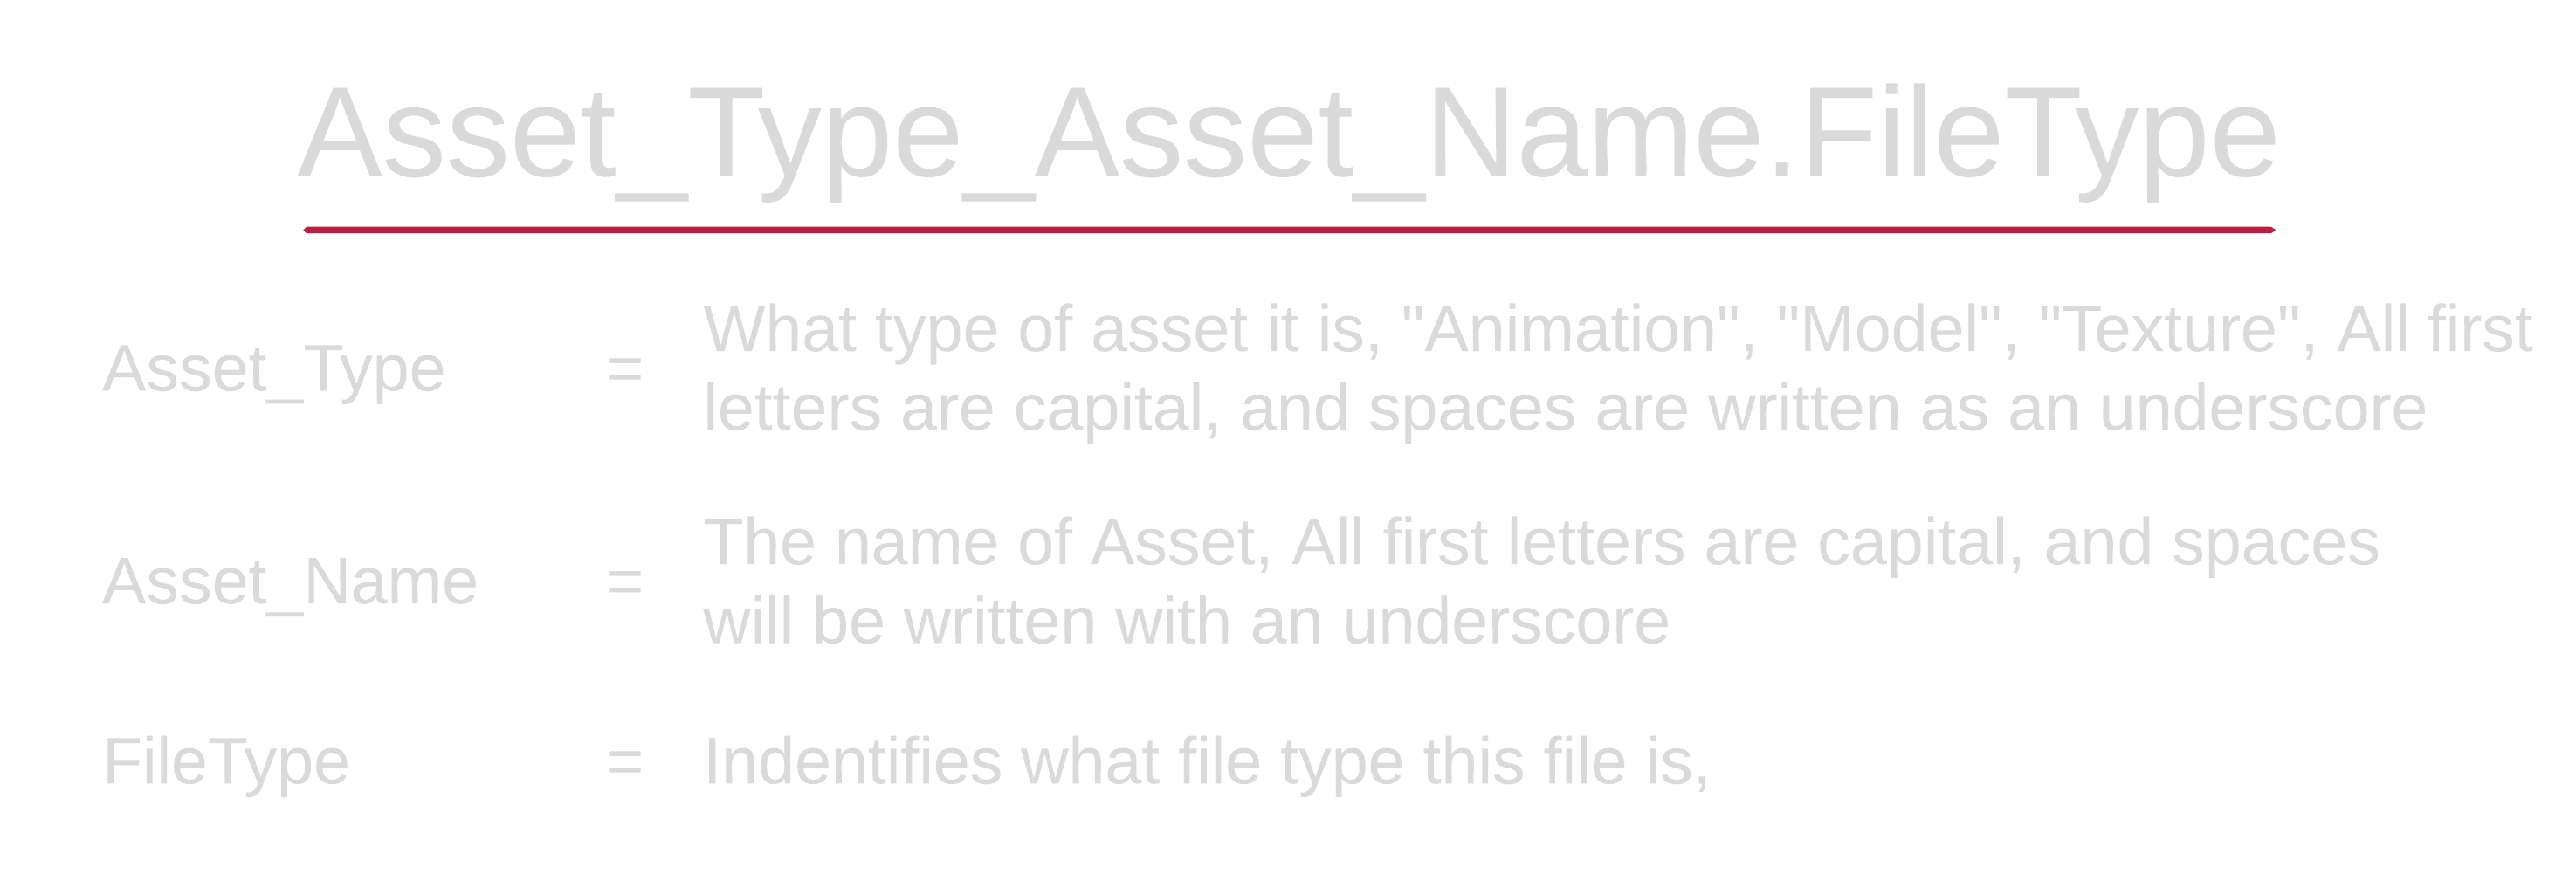 Asset_Type_Asset_Name.FileType
Asset_Type = What type of asset it is, "Animation", "Model", "Texture", All first
letters are capital, and spaces are written as an underscore
Asset_Name = The name of Asset, All first letters are capital, and spaces
will be written with an underscore
FileType = Indentifies what file type this file is,